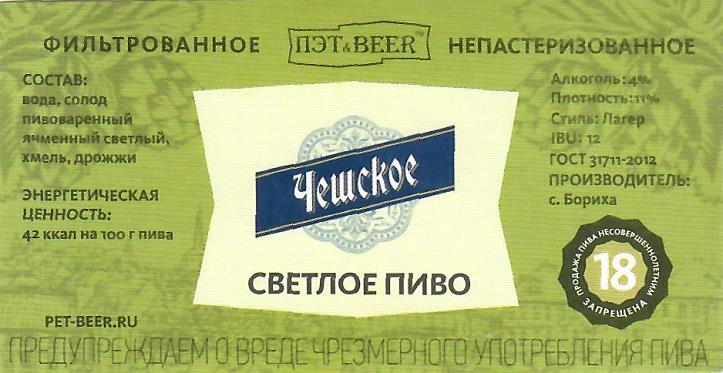 ФИЛЬТРОВАННОЕ
ПЭТ&BEER™
НЕПАСТЕРИЗОВАННОЕ
СОСТАВ:
вода, солод
пивоваренный
ячменный светлый,
хмель, дрожжи
ЭНЕРГЕТИЧЕСКАЯ
ЦЕННОСТЬ:
42 ккал на 100 г пива
PET-BEER.RU
Чешское
СВЕТЛОЕ ПИВО
Алкоголь: 4%
Плотность: 11%
Стиль: Лагер
IBU: 12
ГОСТ 31711-2012
ПРОИЗВОДИТЕЛЬ:
с. Бориха
ПРОДАЖА ПИВА НЕСОВЕРШЕННОЛЕТНИМ
18
ЗАПРЕЩЕНА
ПРЕДУПРЕЖДАЕМ О ВРЕДЕ ЧРЕЗМЕРНОГО УПОТРЕБЛЕНИЯ ПИВА